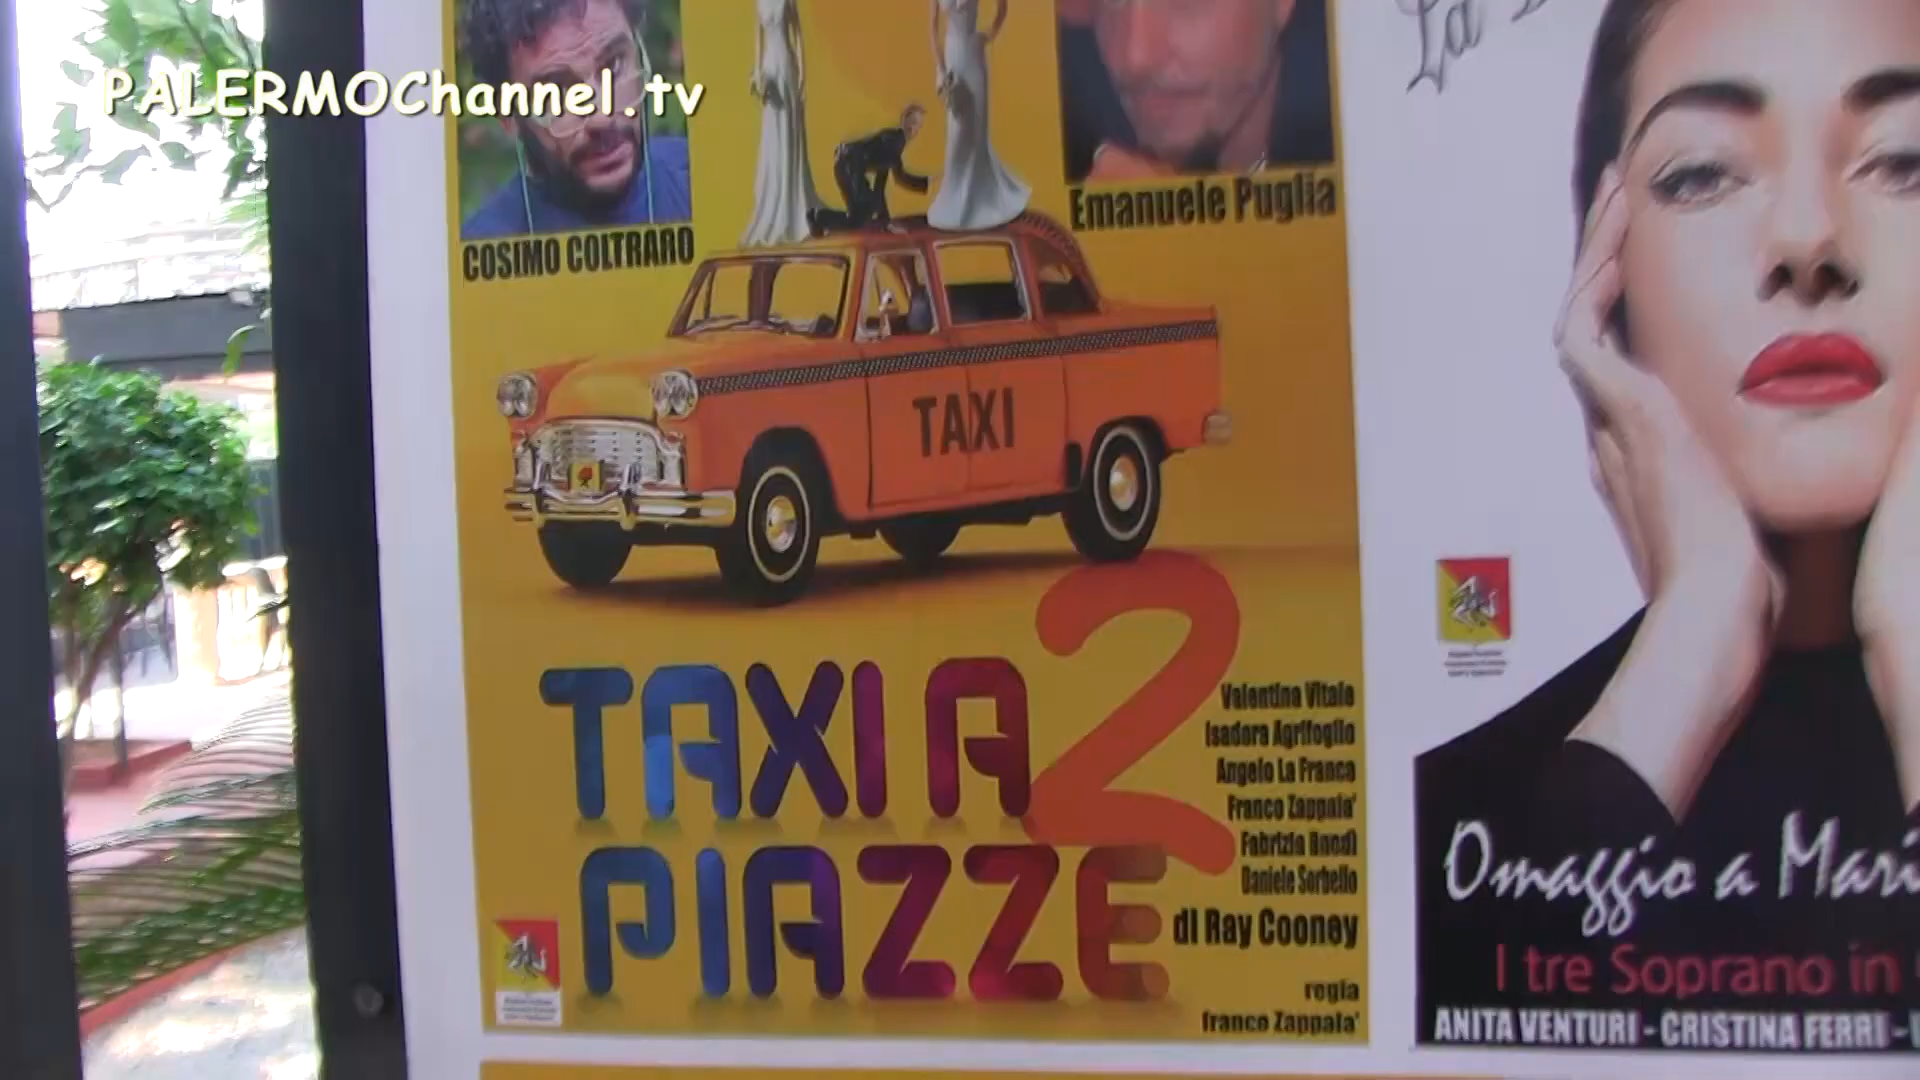 PALERMOChannel.tv
COSIMO COLTRARO
Emanuele Puglia
TAXI
TAXI A 2
PIAZZE
Valentina Vitale
Isadora Agrifoglio
Angelo La Franca
Franco Zappala'
Daniele Sorbello
di Ray Cooney
regia
franco Zappala'
La
Omaggio a Mari
I tre Soprano in
ANITA VENTURI - CRISTINA FERRI -